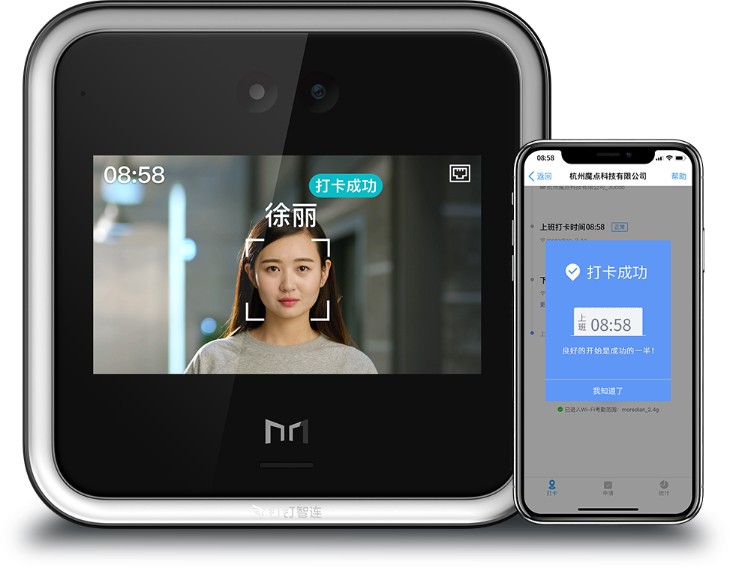 08:58
打卡成功
徐丽
钉钉智连
08:58
返回
杭州魔点科技有限公司
帮助
上班打卡时间08:58
正常
打卡成功
上班
08:58
良好的开始是成功的一半！
我知道了
已进入Wi-Fi考勤范围：moredian_2.4g
打卡
申请
统计